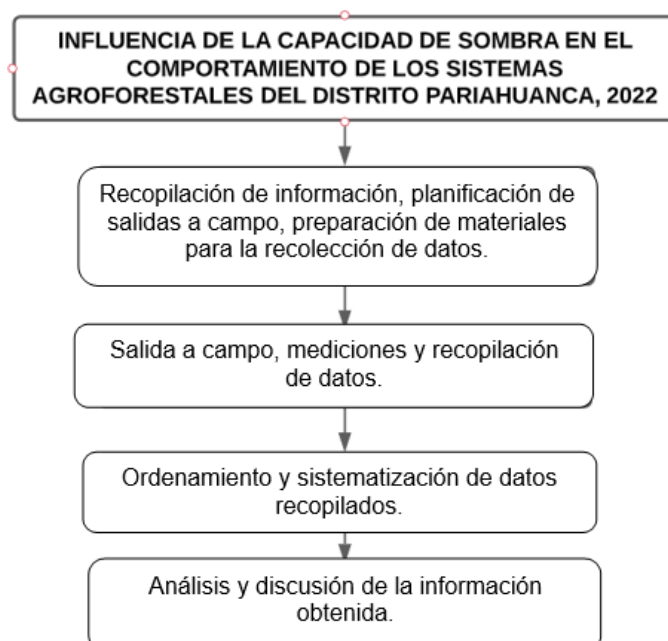 INFLUENCIA DE LA CAPACIDAD DE SOMBRA EN EL
COMPORTAMIENTO DE LOS SISTEMAS
AGROFORESTALES DEL DISTRITO PARIAHUANCA, 2022
Recopilación de información, planificación de
salidas a campo, preparación de materiales
para la recolección de datos.
Salida a campo, mediciones y recopilación
de datos.
Ordenamiento y sistematización de datos
recopilados.
Análisis y discusión de la información
obtenida.